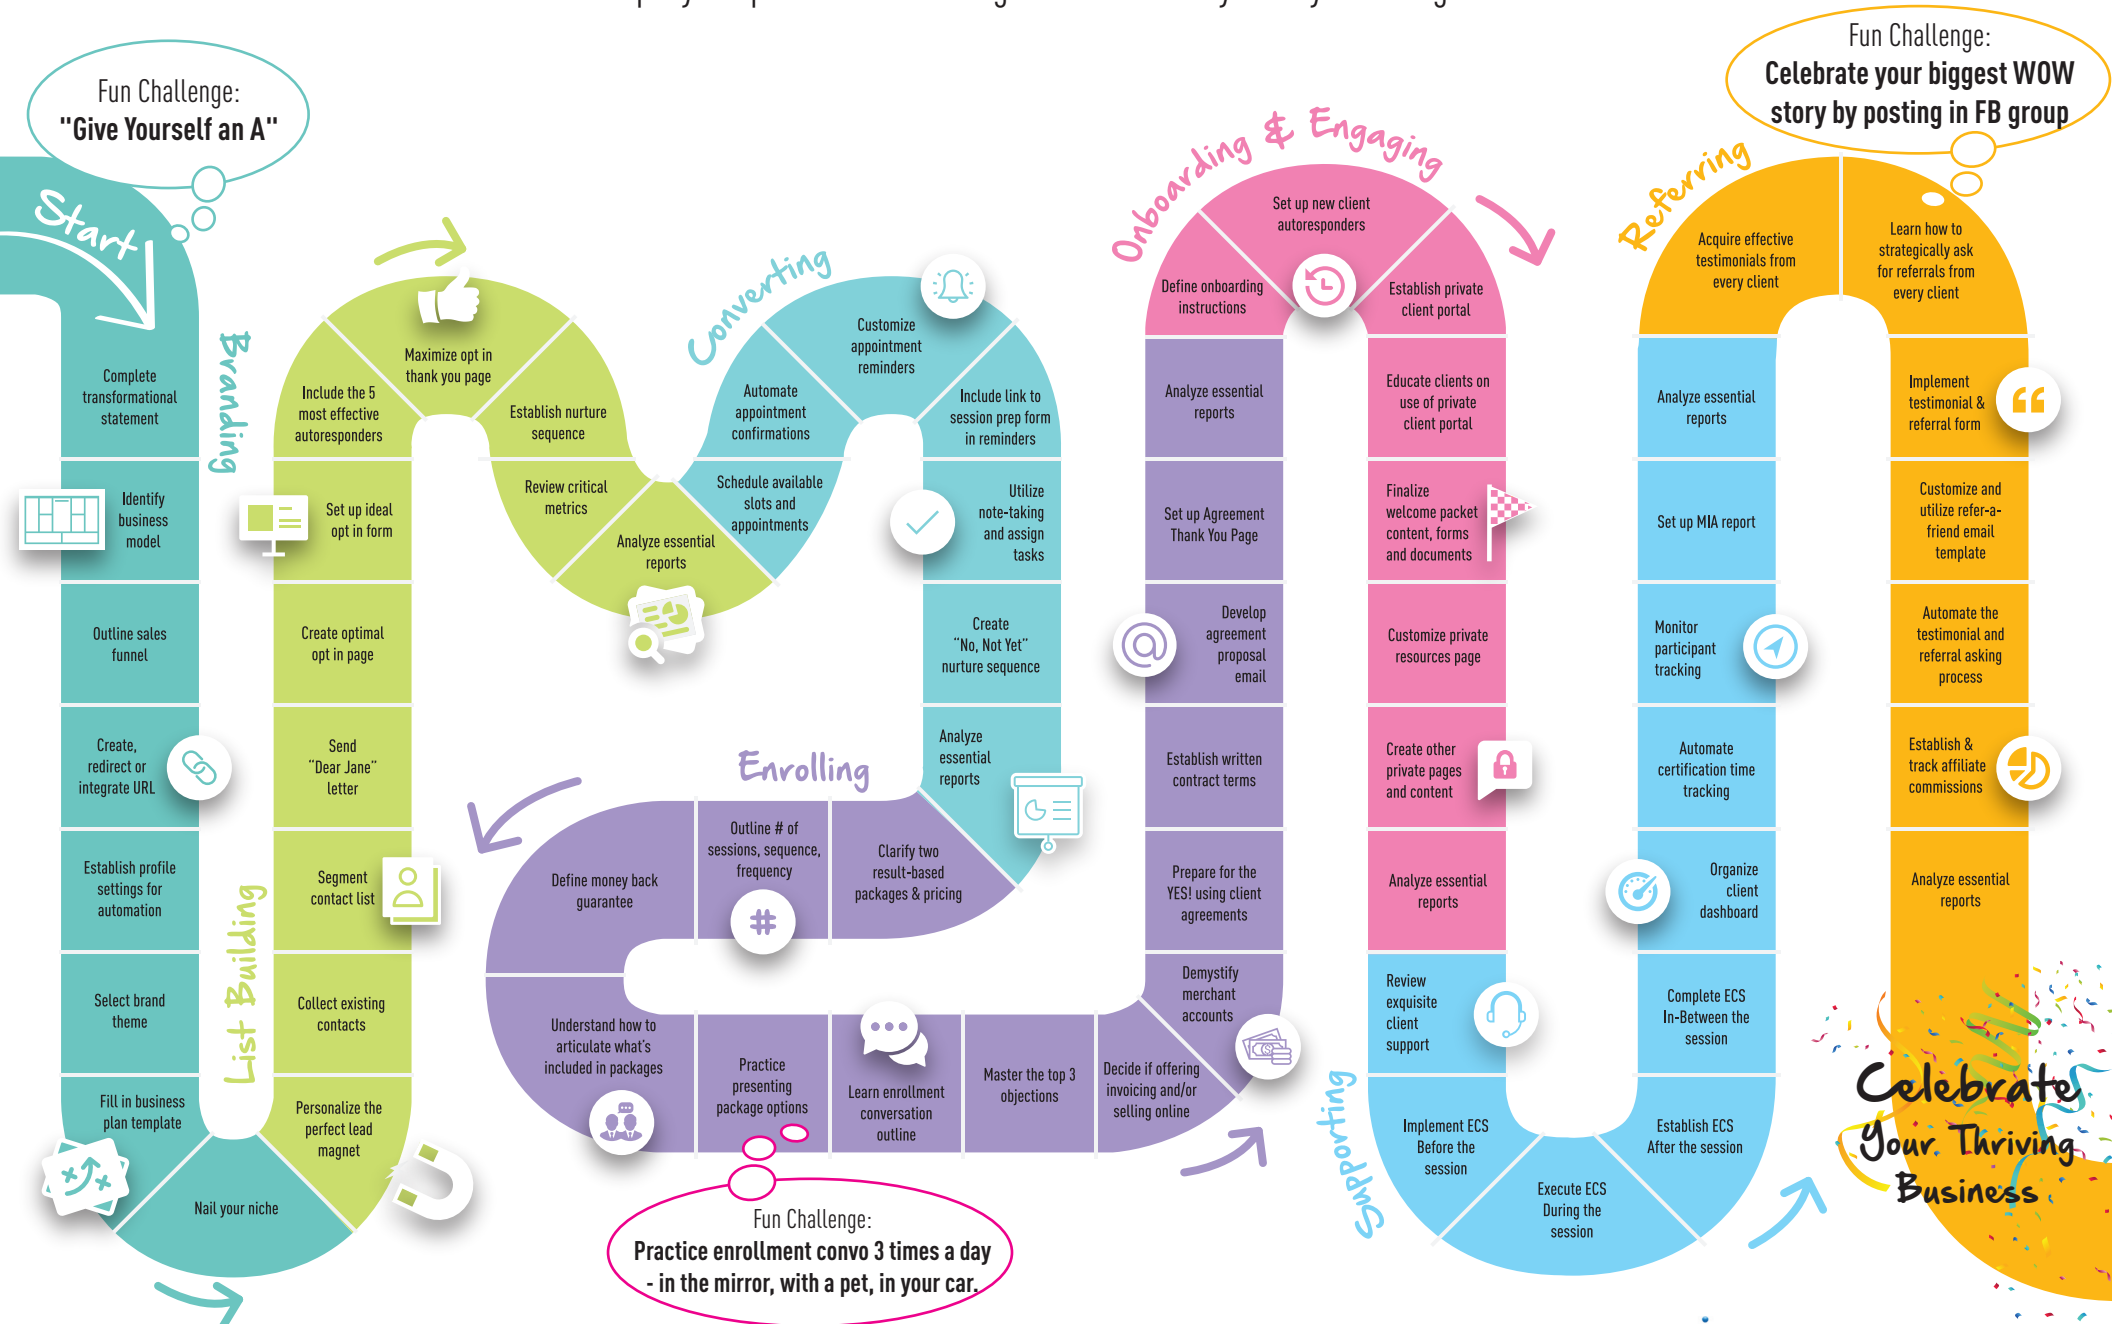 Fun Challenge:
"Give Yourself an A"
Start
Branding
Complete
transformational
statement
Identify
business
model
Outline sales
funnel
Create,
redirect or
integrate URL
Establish profile
settings for
automation
Select brand
theme
Fill in business
plan template
Nail your niche
List Building
Personalize the
perfect lead
magnet
Collect existing
contacts
Segment
contact list
Send
"Dear Jane"
letter
Create optimal
opt in page
Set up ideal
opt in form
Include the 5
most effective
autoresponders
Maximize opt in
thank you page
Establish nurture
sequence
Review critical
metrics
Analyze essential
reports
Converting
Schedule available
slots and
appointments
Automate
appointment
confirmations
Customize
appointment
reminders
Include link to
session prep form
in reminders
Utilize
note-taking
and assign
tasks
Create
"No, Not Yet"
nurture sequence
Analyze
essential
reports
Enrolling
Clarify two
result-based
packages & pricing
Outline # of
sessions, sequence,
frequency
#
Define money back
guarantee
Understand how to
articulate what's
included in packages
Practice
presenting
package options
Fun Challenge:
Practice enrollment convo 3 times a day
- in the mirror, with a pet, in your car.
Learn enrollment
conversation
outline
Master the top 3
objections
Decide if offering
invoicing and/or
selling online
Demystify
merchant
accounts
Prepare for the
YES! using client
agreements
Establish written
contract terms
Develop
agreement
proposal
email
@
Set up Agreement
Thank You Page
Analyze essential
reports
Onboarding & Engaging
Define onboarding
instructions
Set up new client
autoresponders
Establish private
client portal
Educate clients on
use of private
client portal
Finalize
welcome packet
content, forms
and documents
Customize private
resources page
Create other
private pages
and content
Analyze essential
reports
Supporting
Review
exquisite
client
support
Implement ECS
Before the
session
Execute ECS
During the
session
Establish ECS
After the session
Complete ECS
In-Between the
session
Organize
client
dashboard
Automate
certification time
tracking
Monitor
participant
tracking
Set up MIA report
Analyze essential
reports
Referring
Acquire effective
testimonials from
every client
Fun Challenge:
Celebrate your biggest WOW
story by posting in FB group
Learn how to
strategically ask
for referrals from
every client
Implement
testimonial &
referral form
Customize and
utilize refer-a-
friend email
template
Automate the
testimonial and
referral asking
process
Establish &
track affiliate
commissions
Analyze essential
reports
Celebrate
Your Thriving
Business